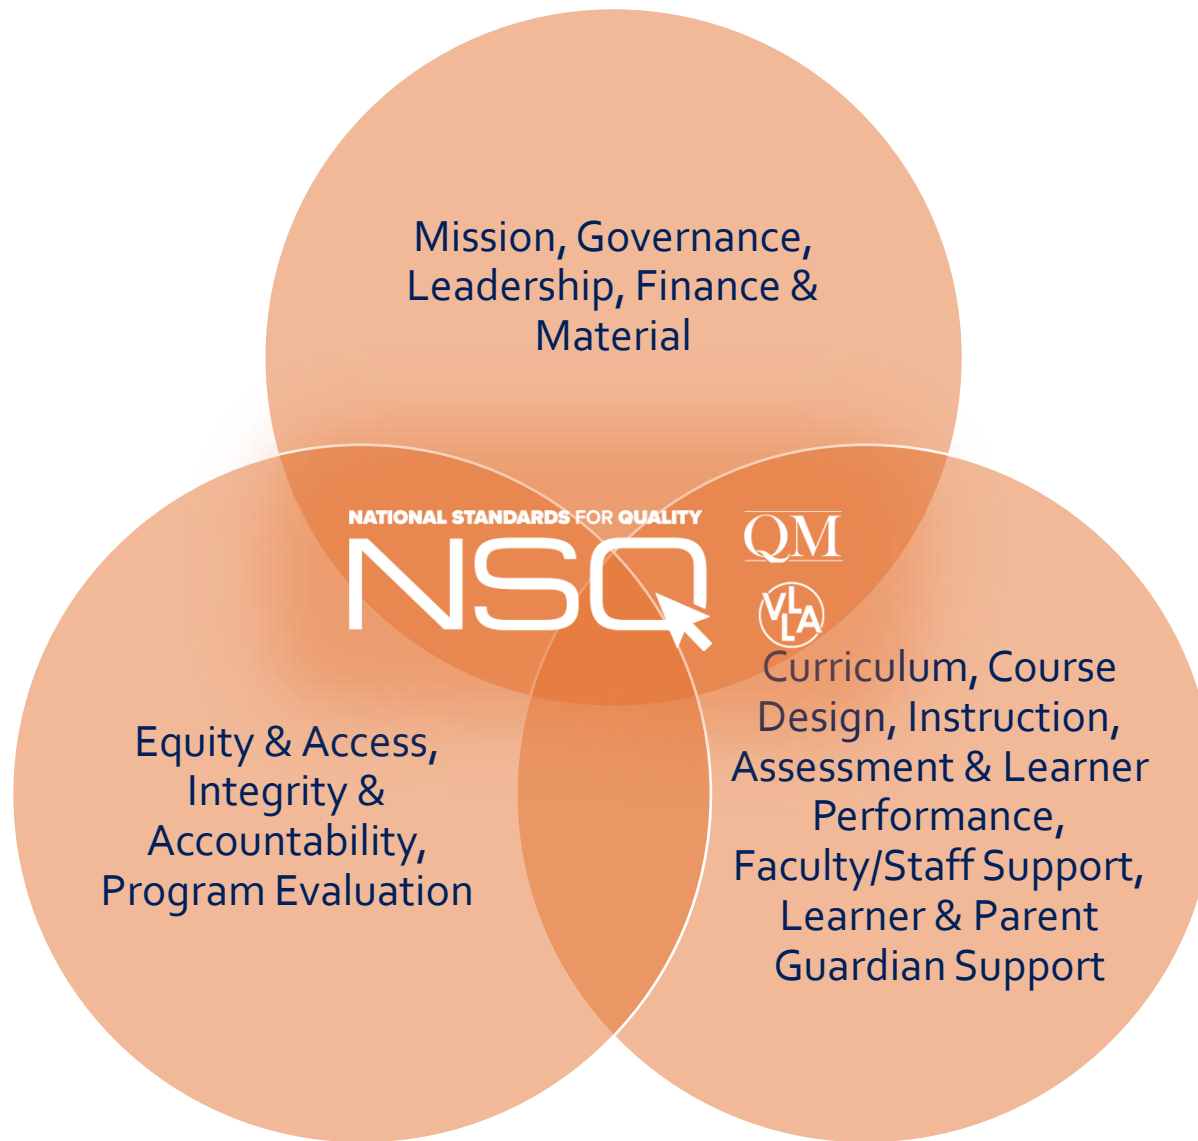 Mission, Governance,
Leadership, Finance &
Material
NATIONAL STANDARDS FOR QUALITY
NSQ
QM
VLLA
Equity & Access,
Integrity &
Accountability,
Program Evaluation
Curriculum, Course
Design, Instruction,
Assessment & Learner
Performance,
Faculty/Staff Support,
Learner & Parent
Guardian Support